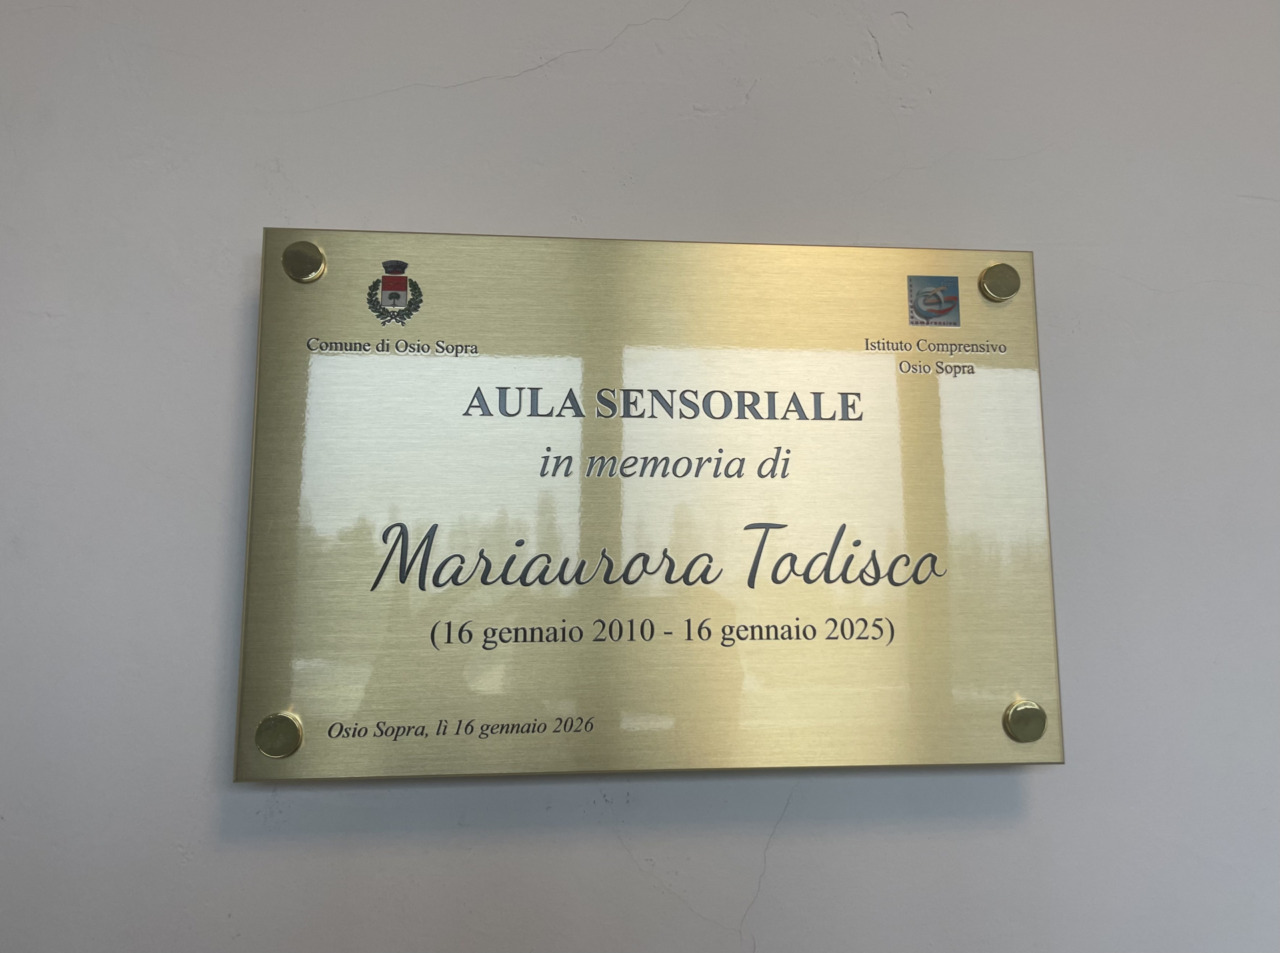 Comune di Osio Sopra
Istituto Comprensivo
Osio Sopra
AULA SENSORIALE
in memoria di
Mariaurora Todisco
(16 gennaio 2010 - 16 gennaio 2025)
Osio Sopra, lì 16 gennaio 2026